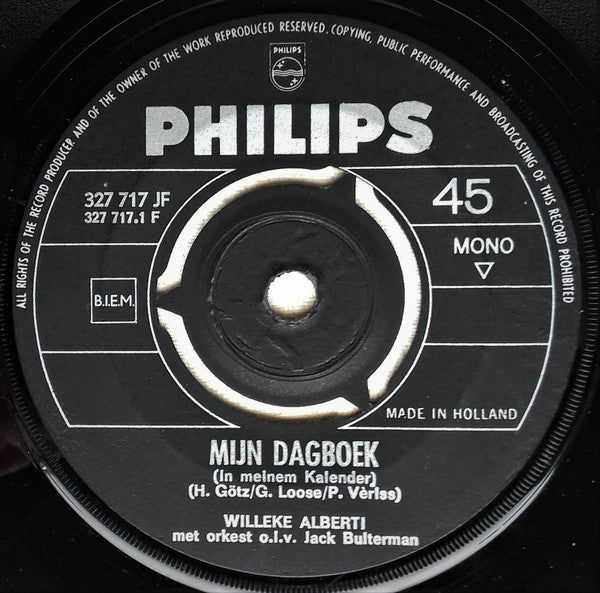 ALL RIGHTS OF THE RECORD PRODUCER AND OF THE OWNER OF THE WORK REPRODUCED RESERVED. COPYING, PUBLIC PERFORMANCE AND BROADCASTING OF THIS RECORD PROHIBITED
PHILIPS
PHILIPS
327 717 JF
327 717.1 F
45
MONO
B.I.E.M.
MADE IN HOLLAND
MIJN DAGBOEK
(In meinem Kalender)
(H. Götz/G. Loose/P. Vèriss)
WILLEKE ALBERTI
met orkest o.l.v. Jack Bulterman